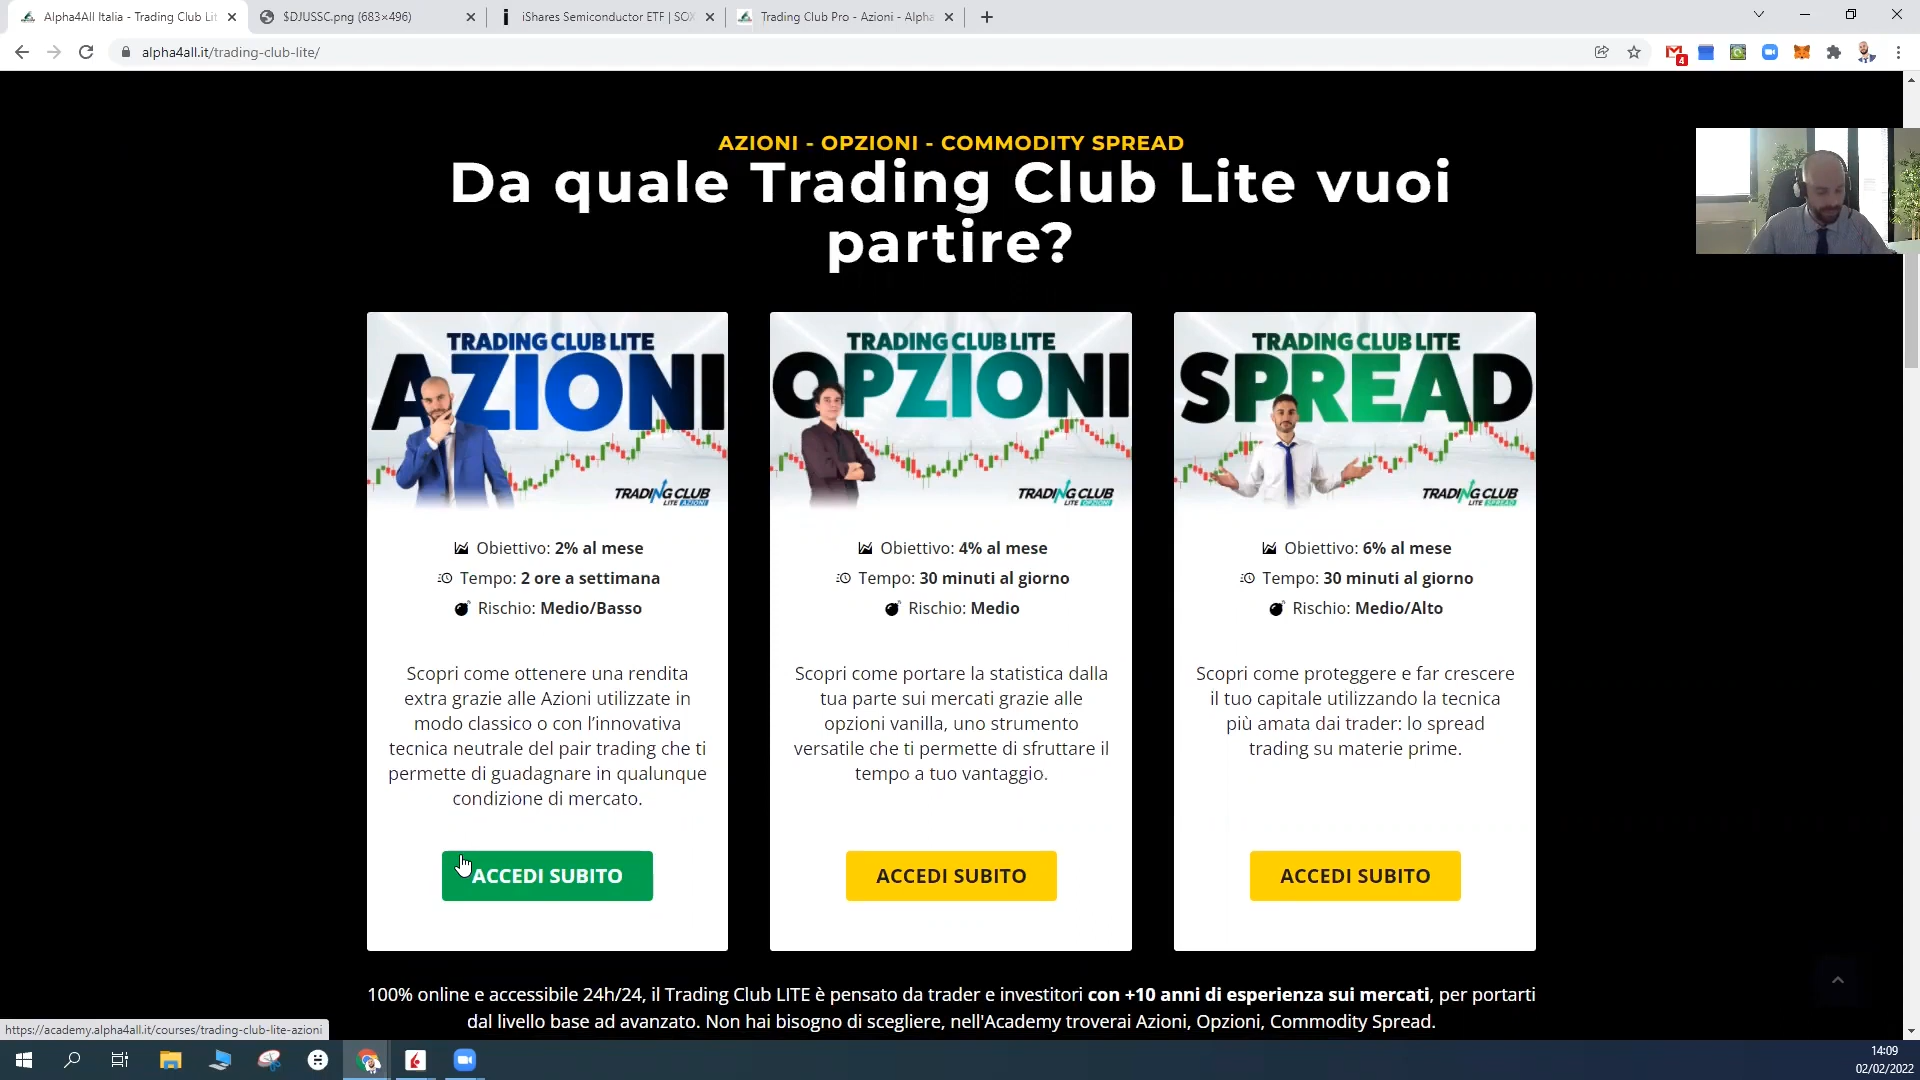 Alpha4All Italia - Trading Club Lit
$DJUSSC.png (683×496)
iShares Semiconductor ETF | SOX
Trading Club Pro - Azioni - Alpha
alpha4all.it/trading-club-lite/
4
AZIONI - OPZIONI - COMMODITY SPREAD
Da quale Trading Club Lite vuoi
partire?
TRADING CLUB LITE
AZIONI
TRADING CLUB
LITE AZIONI
Obiettivo: 2% al mese
Tempo: 2 ore a settimana
Rischio: Medio/Basso
Scopri come ottenere una rendita
extra grazie alle Azioni utilizzate in
modo classico o con l’innovativa
tecnica neutrale del pair trading che ti
permette di guadagnare in qualunque
condizione di mercato.
ACCEDI SUBITO
TRADING CLUB LITE
OPZIONI
TRADING CLUB
LITE OPZIONI
Obiettivo: 4% al mese
Tempo: 30 minuti al giorno
Rischio: Medio
Scopri come portare la statistica dalla
tua parte sui mercati grazie alle
opzioni vanilla, uno strumento
versatile che ti permette di sfruttare il
tempo a tuo vantaggio.
ACCEDI SUBITO
TRADING CLUB LITE
SPREAD
TRADING CLUB
LITE SPREAD
Obiettivo: 6% al mese
Tempo: 30 minuti al giorno
Rischio: Medio/Alto
Scopri come proteggere e far crescere
il tuo capitale utilizzando la tecnica
più amata dai trader: lo spread
trading su materie prime.
ACCEDI SUBITO
100% online e accessibile 24h/24, il Trading Club LITE è pensato da trader e investitori con +10 anni di esperienza sui mercati, per portarti
dal livello base ad avanzato. Non hai bisogno di scegliere, nell'Academy troverai Azioni, Opzioni, Commodity Spread.
https://academy.alpha4all.it/courses/trading-club-lite-azioni
14:09
02/02/2022